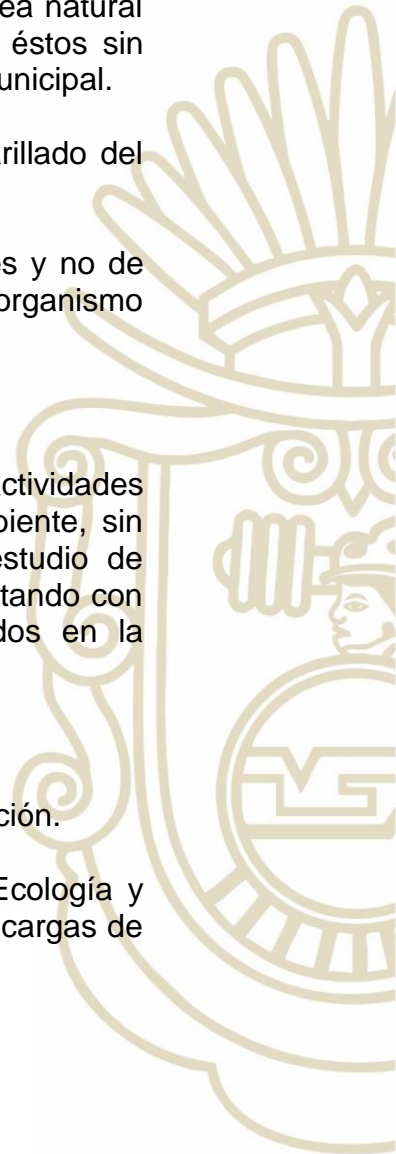 ea natural
éstos sin
unicipal.
rillado del
s y no de
organismo
ctividades
biente, sin
estudio de
tando con
dos en la
ción.
Ecología y
cargas de